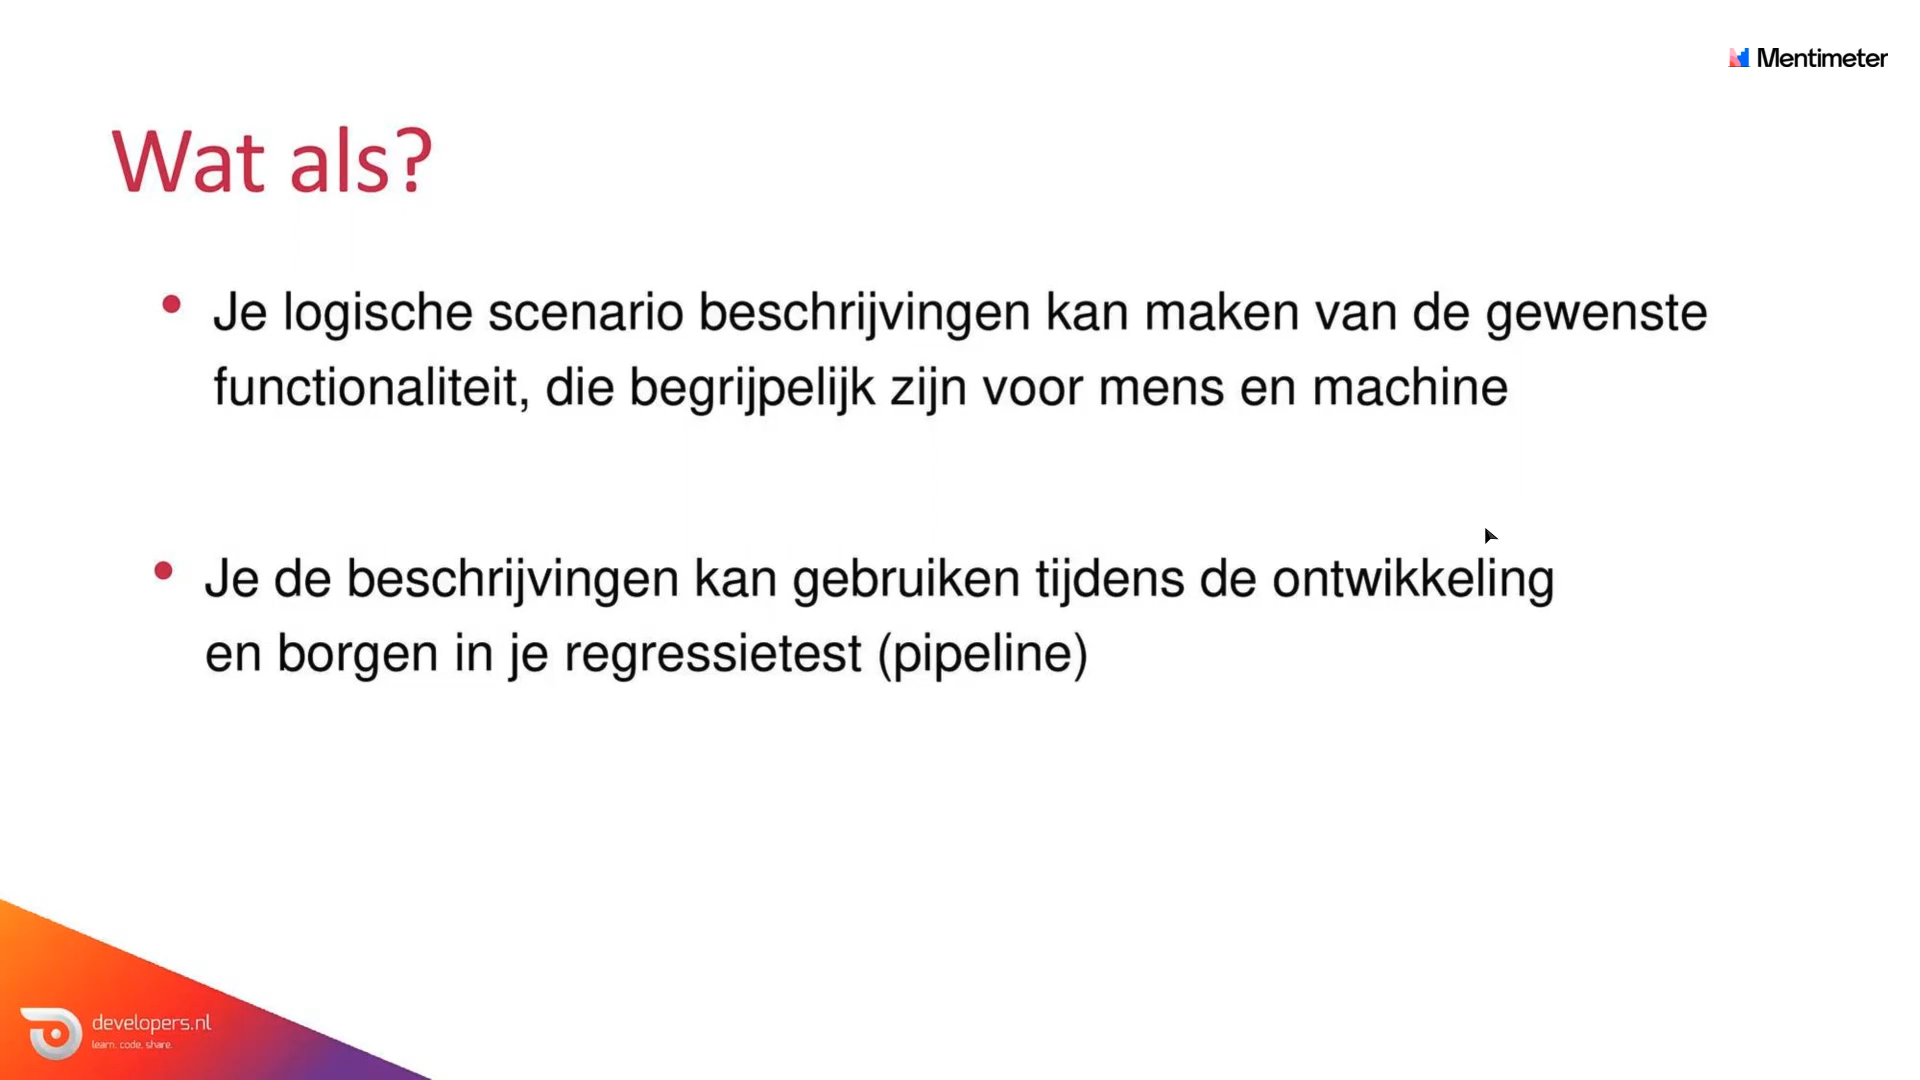 Mentimeter
Wat als?
• Je logische scenario beschrijvingen kan maken van de gewenste
functionaliteit, die begrijpelijk zijn voor mens en machine
• Je de beschrijvingen kan gebruiken tijdens de ontwikkeling
en borgen in je regressietest (pipeline)
developers.nl
learn. code. share.